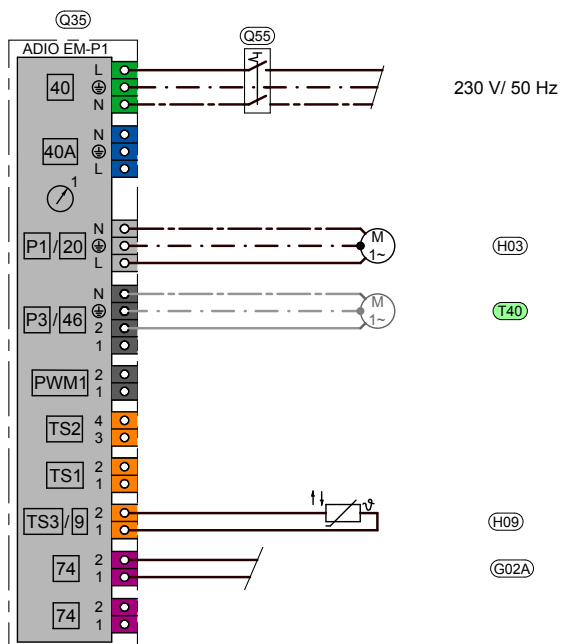 Q35
Q55
ADIO EM-P1
L
40
N
230 V/ 50 Hz
N
40A
L
1
N
P1 / 20
L
M
1~
H03
N
P3 / 46
2
1
M
1~
T40
PWM1
2
1
TS2
4
3
TS1
2
1
TS3 / 9
2
1
ϑ
H09
74
2
1
G02A
74
2
1